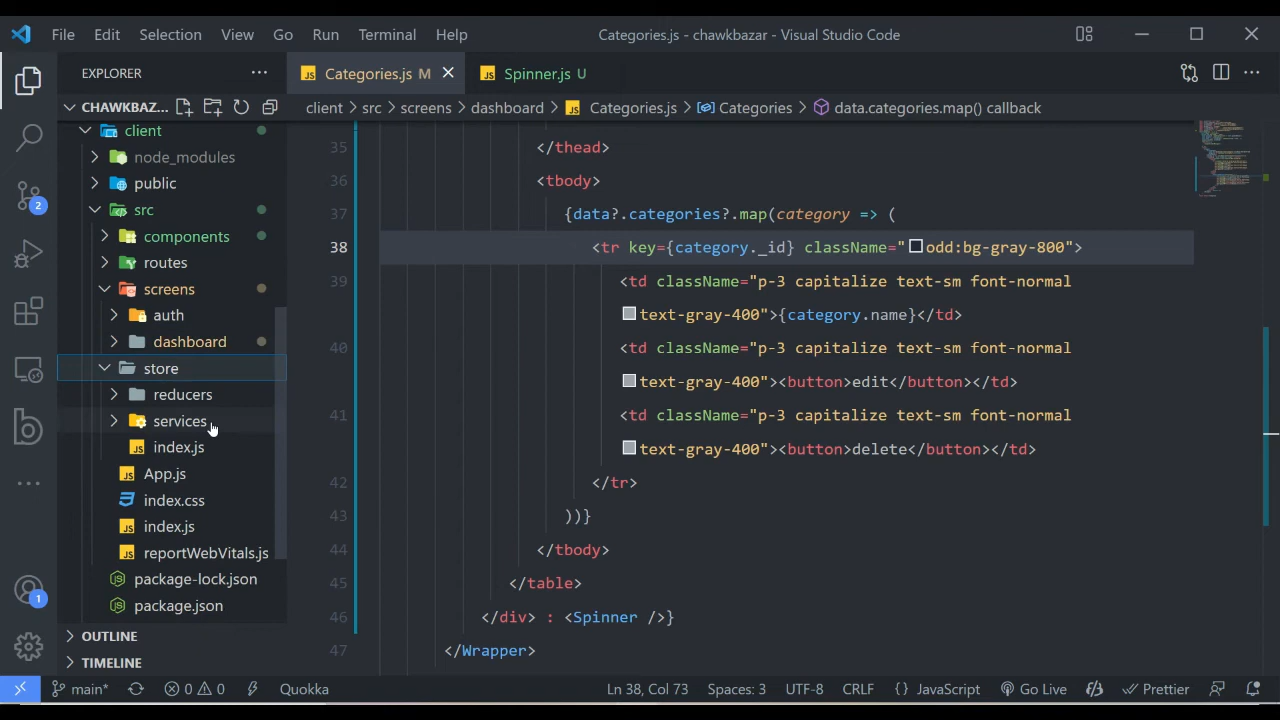 File Edit Selection View Go Run Terminal Help Categories.js - chawkbazar - Visual Studio Code
EXPLORER
Categories.js M
Spinner.js U
CHAWKBAZ...
client > src > screens > dashboard > Categories.js > Categories > data.categories.map() callback
client
node_modules
public
src
components
routes
screens
auth
dashboard
store
reducers
services
index.js
App.js
index.css
index.js
reportWebVitals.js
package-lock.json
package.json
OUTLINE
TIMELINE
2
1
35 </thead>
36 <tbody>
37 {data?.categories?.map(category => (
38 <tr key={category._id} className="odd:bg-gray-800">
39 <td className="p-3 capitalize text-sm font-normal
text-gray-400">{category.name}</td>
40 <td className="p-3 capitalize text-sm font-normal
text-gray-400"><button>edit</button></td>
41 <td className="p-3 capitalize text-sm font-normal
text-gray-400"><button>delete</button></td>
42 </tr>
43 ))}
44 </tbody>
45 </table>
46 </div> : <Spinner />}
47 </Wrapper>
main* 0 0 Quokka Ln 38, Col 73 Spaces: 3 UTF-8 CRLF {} JavaScript Go Live Prettier